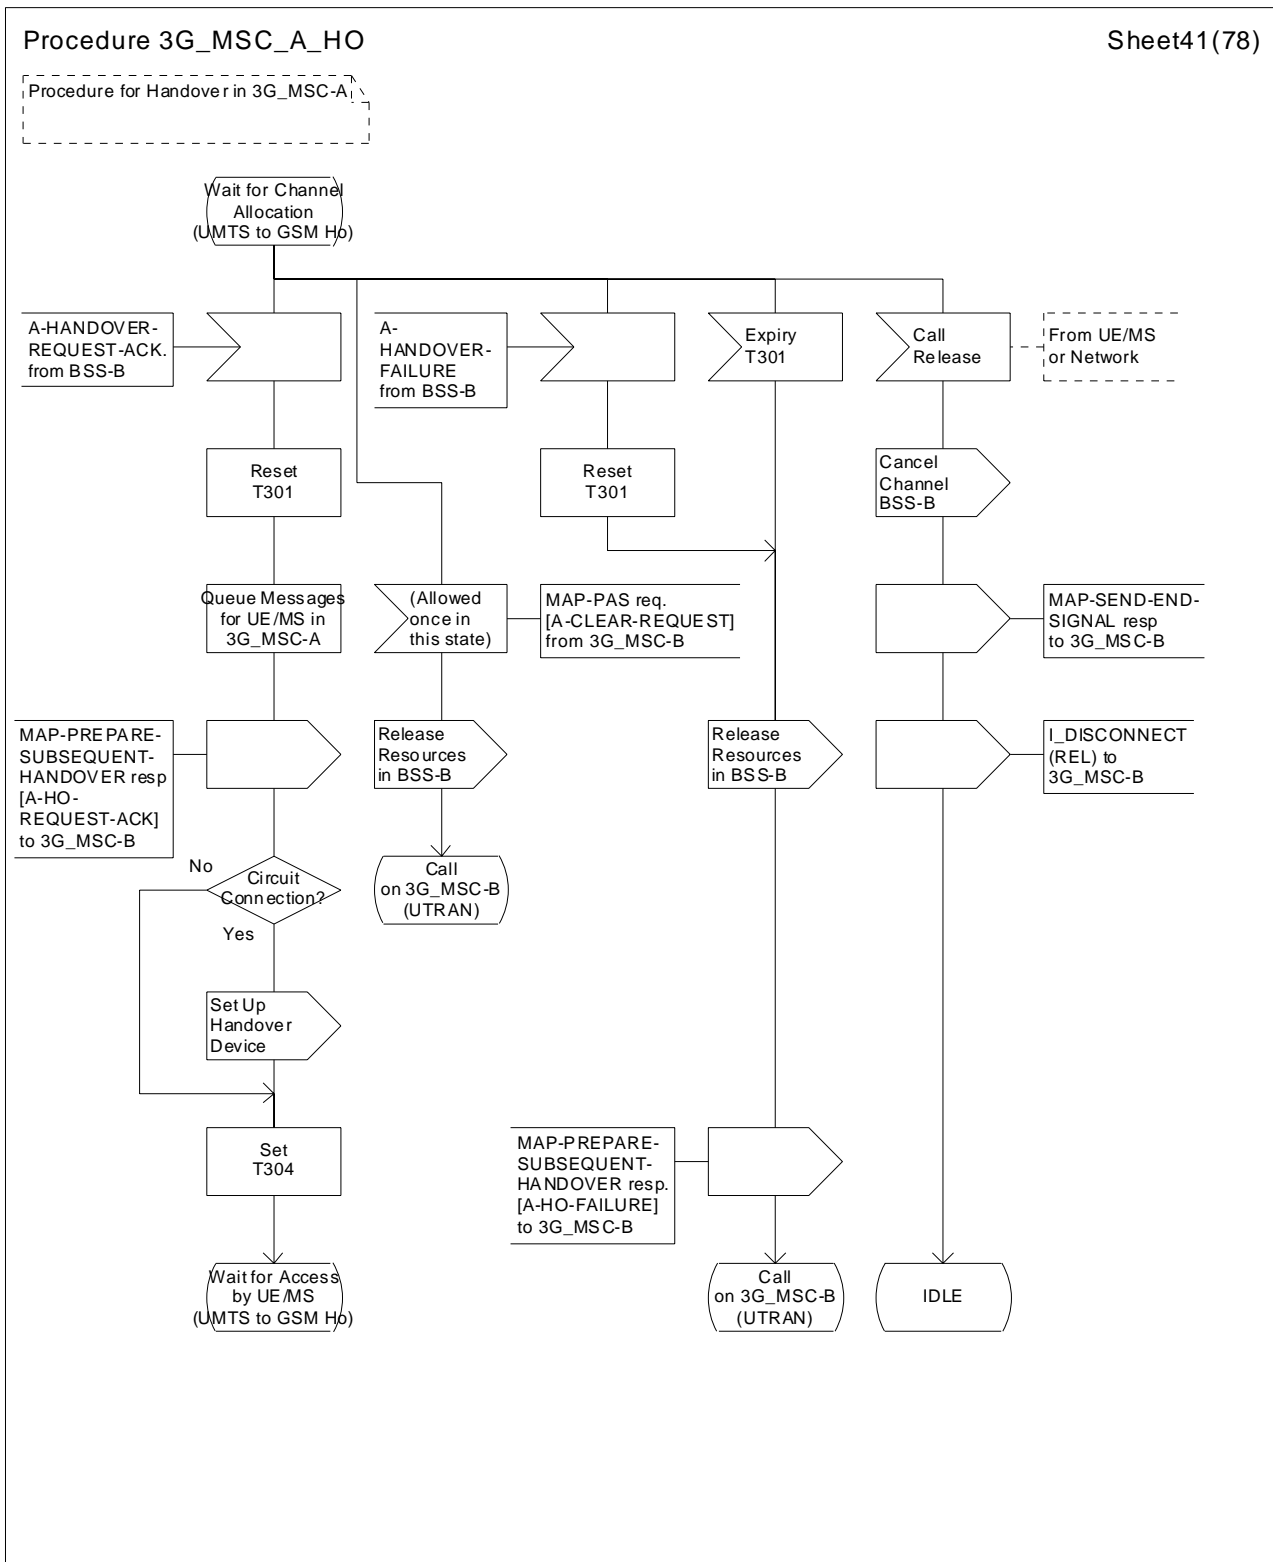 Procedure 3G_MSC_A_HO
Sheet41(78)
Procedure for Handover in 3G_MSC-A
Wait for Channel
Allocation
(UMTS to GSM Ho)
A-HANDOVER-
REQUEST-ACK.
from BSS-B
A-
HANDOVER-
FAILURE
from BSS-B
Expiry
T301
Call
Release
From UE/MS
or Network
Reset
T301
Reset
T301
Cancel
Channel
BSS-B
Queue Messages
for UE/MS in
3G_MSC-A
(Allowed
once in
this state)
MAP-PAS req.
[A-CLEAR-REQUEST]
from 3G_MSC-B
MAP-SEND-END-
SIGNAL resp
to 3G_MSC-B
MAP-PREPARE-
SUBSEQUENT-
HANDOVER resp
[A-HO-
REQUEST-ACK]
to 3G_MSC-B
Release
Resources
in BSS-B
Release
Resources
in BSS-B
I_DISCONNECT
(REL) to
3G_MSC-B
No
Circuit
Connection?
Yes
Call
on 3G_MSC-B
(UTRAN)
Set Up
Handover
Device
Set
T304
MAP-PREPARE-
SUBSEQUENT-
HANDOVER resp.
[A-HO-FAILURE]
to 3G_MSC-B
Wait for Access
by UE/MS
(UMTS to GSM Ho)
Call
on 3G_MSC-B
(UTRAN)
IDLE